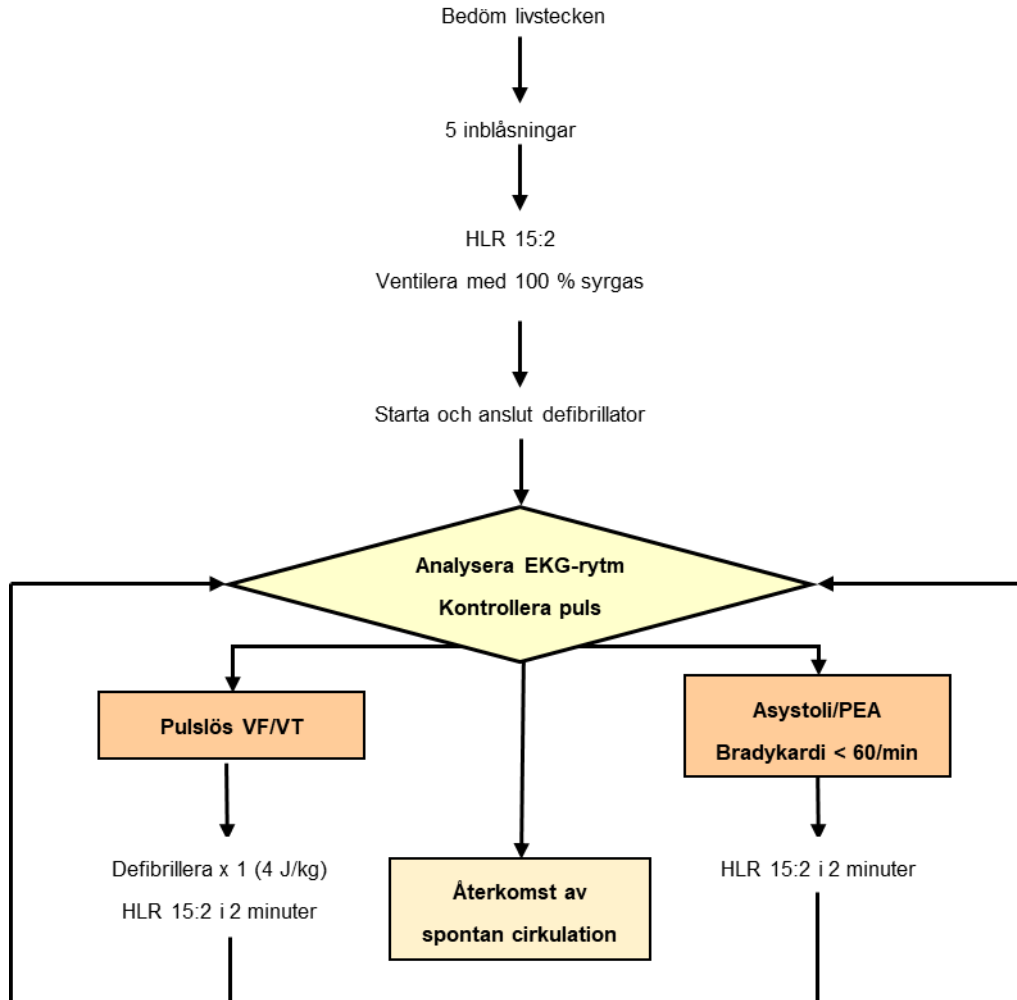 Bedöm livstecken
5 inblåsningar
HLR 15:2
Ventilera med 100 % syrgas
Starta och anslut defibrillator
Analysera EKG-rytm
Kontrollera puls
Pulslös VF/VT
Asystoli/PEA
Bradykardi < 60/min
Defibrillera x 1 (4 J/kg)
HLR 15:2 i 2 minuter
Återkomst av
spontan cirkulation
HLR 15:2 i 2 minuter